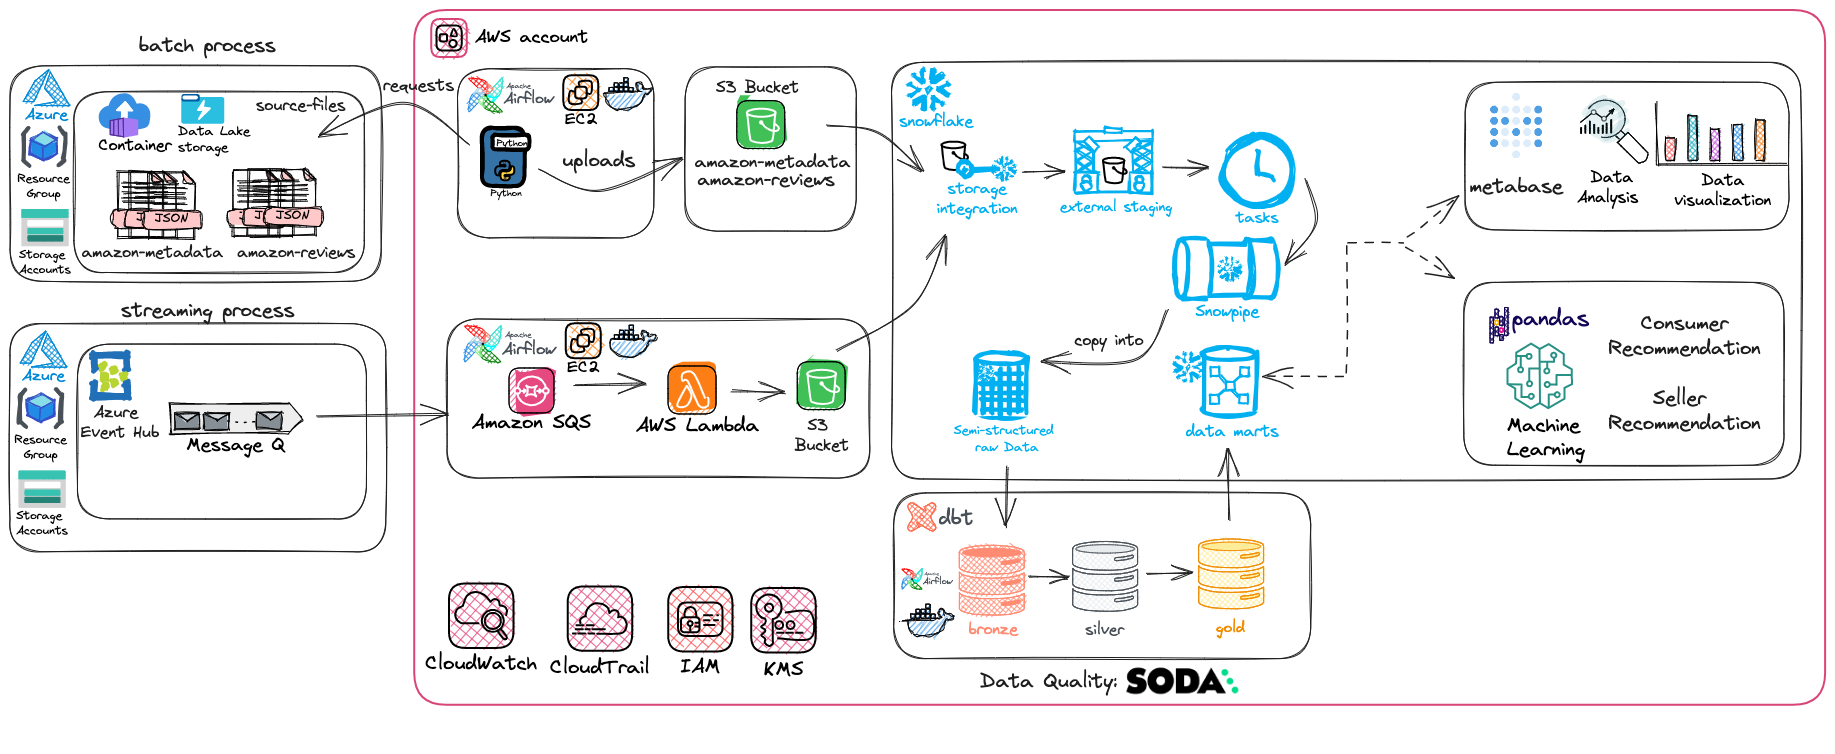 batch process
Azure
Resource
Group
Storage
Accounts
Container
Data Lake
storage
source-files
JSON
JSON
amazon-metadata
amazon-reviews
requests
streaming process
Azure
Resource
Group
Storage
Accounts
Azure
Event Hub
Message Q
AWS account
Apache
Airflow
EC2
Python
Python
uploads
S3 Bucket
amazon-metadata
amazon-reviews
Apache
Airflow
EC2
Amazon SQS
AWS Lambda
S3
Bucket
snowflake
storage
integration
external staging
tasks
Snowpipe
copy into
Semi-structured
raw Data
data marts
metabase
Data
Analysis
Data
visualization
pandas
Machine
Learning
Consumer
Recommendation
Seller
Recommendation
dbt
Apache
Airflow
bronze
silver
gold
Data Quality: SODA
CloudWatch
CloudTrail
IAM
KMS